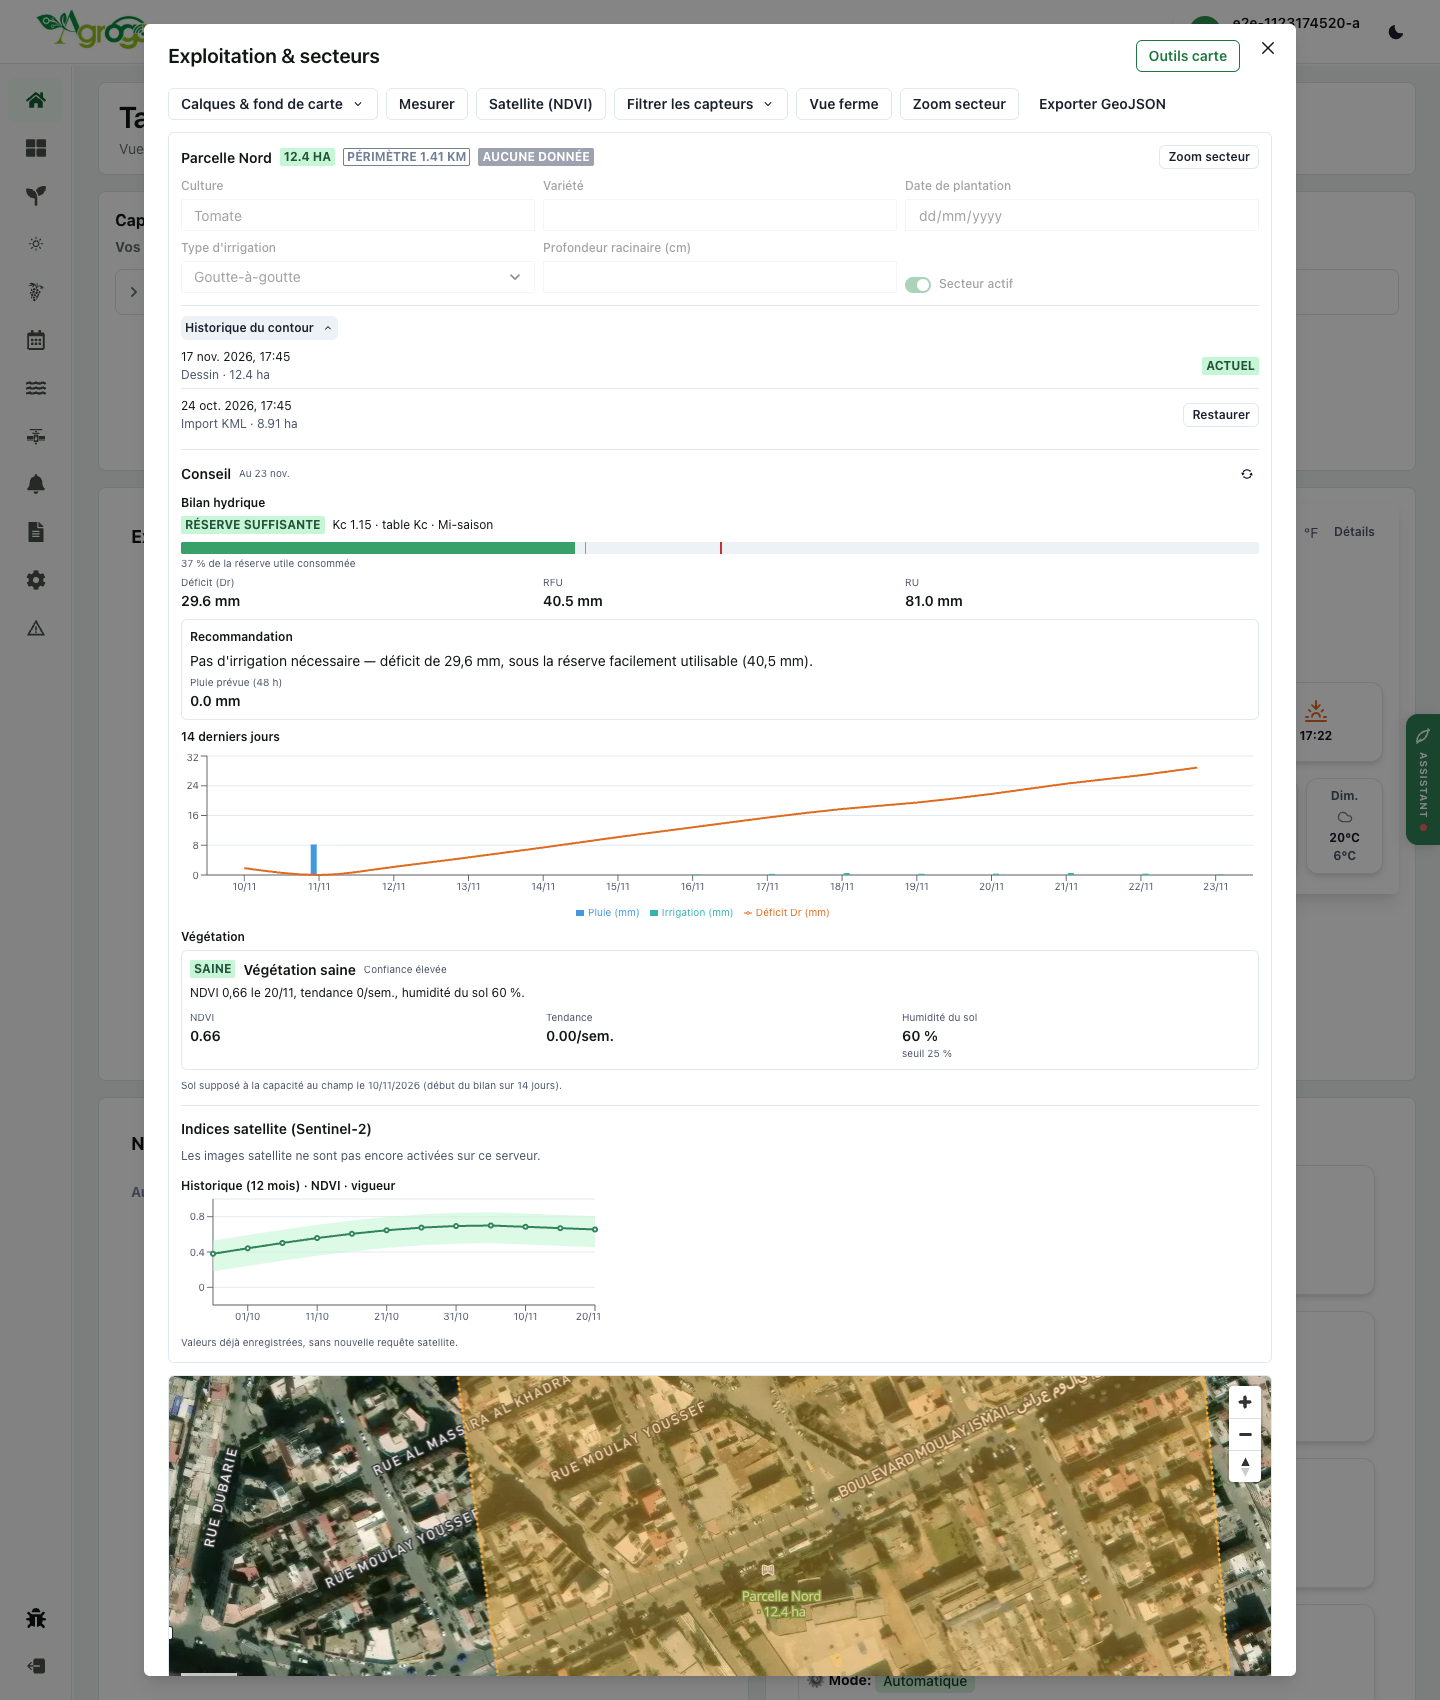 e2e-1123174520-a
Exploitation & secteurs
Outils carte
Calques & fond de carte
Mesurer
Satellite (NDVI)
Filtrer les capteurs
Vue ferme
Zoom secteur
Exporter GeoJSON
Parcelle Nord
12.4 HA
PÉRIMÈTRE 1.41 KM
AUCUNE DONNÉE
Zoom secteur
Culture
Variété
Date de plantation
Tomate
dd/mm/yyyy
Type d'irrigation
Profondeur racinaire (cm)
Goutte-à-goutte
Secteur actif
Historique du contour
17 nov. 2026, 17:45
Dessin · 12.4 ha
ACTUEL
24 oct. 2026, 17:45
Import KML · 8.91 ha
Restaurer
Conseil
Au 23 nov.
Bilan hydrique
RÉSERVE SUFFISANTE
Kc 1.15 · table Kc · Mi-saison
37 % de la réserve utile consommée
Déficit (Dr)
RFU
RU
29.6 mm
40.5 mm
81.0 mm
Recommandation
Pas d'irrigation nécessaire — déficit de 29,6 mm, sous la réserve facilement utilisable (40,5 mm).
Pluie prévue (48 h)
0.0 mm
14 derniers jours
32
24
16
8
0
10/11
11/11
12/11
13/11
14/11
15/11
16/11
17/11
18/11
19/11
20/11
21/11
22/11
23/11
Pluie (mm)
Irrigation (mm)
Déficit Dr (mm)
Végétation
SAINE
Végétation saine
Confiance élevée
NDVI 0,66 le 20/11, tendance 0/sem., humidité du sol 60 %.
NDVI
Tendance
Humidité du sol
0.66
0.00/sem.
60 %
seuil 25 %
Sol supposé à la capacité au champ le 10/11/2026 (début du bilan sur 14 jours).
Indices satellite (Sentinel-2)
Les images satellite ne sont pas encore activées sur ce serveur.
Historique (12 mois) · NDVI · vigueur
0.8
0.4
0
01/10
11/10
21/10
31/10
10/11
20/11
Valeurs déjà enregistrées, sans nouvelle requête satellite.
RUE DUBARIE
RUE AL MASSIRA AL KHADRA
RUE MOULAY YOUSSEF
RUE MOULAY YOUSSEF
BOULEVARD MOULAY ISMAIL
Parcelle Nord
12.4 ha
°F
Détails
17:22
ASSISTANT
Dim.
20°C
6°C
Mode:
Automatique